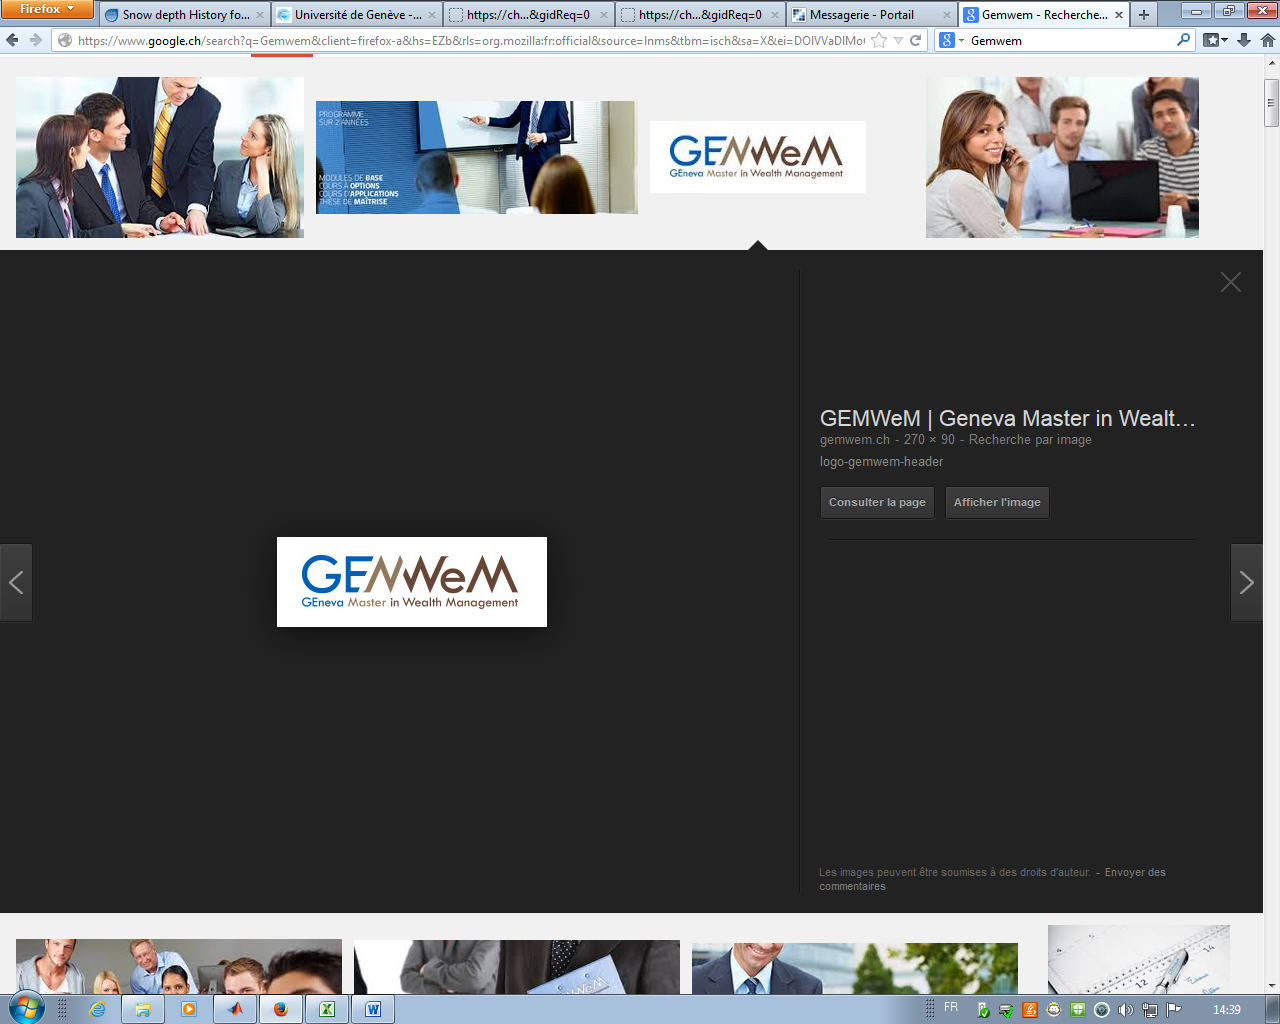 Firefox
Snow depth History fo...
Université de Genève -...
https://ch...&gidReq=0
https://ch...&gidReq=0
Messagerie - Portail
Gemwem - Recherche...
https://www.google.ch/search?q=Gemwem&client=firefox-a&hs=EZb&rls=org.mozilla:fr:official&source=lnms&tbm=isch&sa=X&ei=DOIVVaDIMo
Gemwem
PROGRAMME
SUR 2 ANNÉES
MODULES DE BASE
COURS À OPTIONS
COURS D'APPLICATIONS
THÈSE DE MAÎTRISE
GEMWeM
GEneva Master in Wealth Management
GEMWeM
GEneva Master in Wealth Management
GEMWeM | Geneva Master in Wealt...
gemwem.ch - 270 × 90 - Recherche par image
logo-gemwem-header
Consulter la page
Afficher l'image
Les images peuvent être soumises à des droits d'auteur. - Envoyer des
commentaires
12
14
FR
14:39